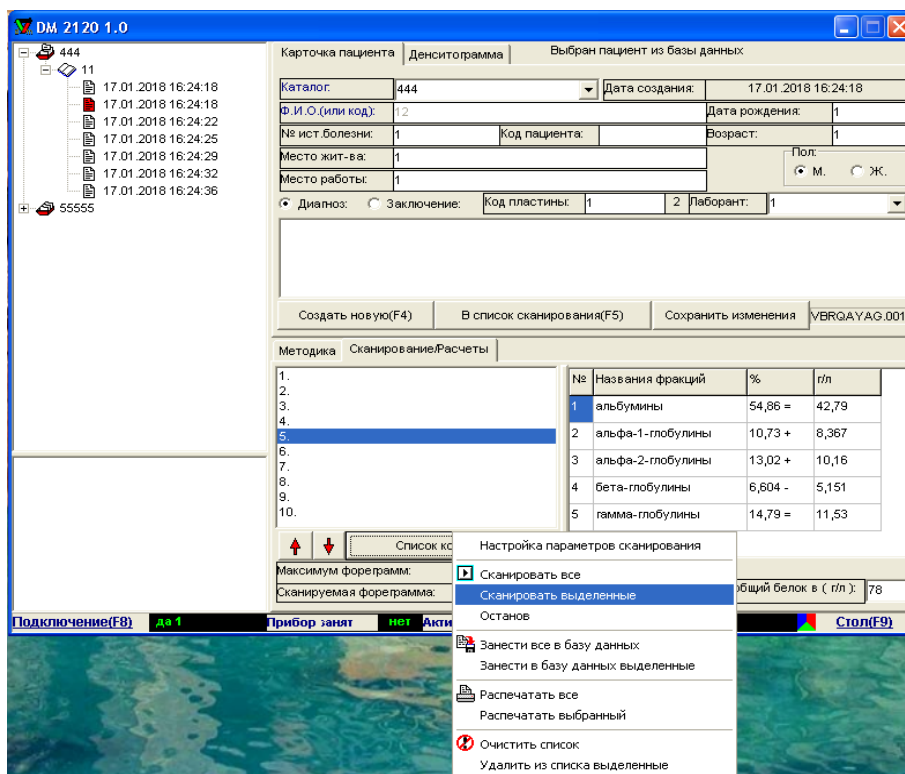 DM 2120 1.0
444
11
17.01.2018 16:24:18
17.01.2018 16:24:18
17.01.2018 16:24:22
17.01.2018 16:24:25
17.01.2018 16:24:29
17.01.2018 16:24:32
17.01.2018 16:24:36
55555
Карточка пациента Денситограмма Выбран пациент из базы данных
Каталог: 444 Дата создания: 17.01.2018 16:24:18
Ф.И.О.(или код): 12 Дата рождения: 1
№ ист.болезни: 1 Код пациента: Возраст: 1
Место жит-ва: 1 Пол:
Место работы: 1 М. Ж.
Диагноз: Заключение: Код пластины: 1 2 Лаборант: 1
Создать новую(F4) В список сканирования(F5) Сохранить изменения VBRQAYAG.001
Методика Сканирование/Расчеты
1.
2.
3.
4.
5.
6.
7.
8.
9.
10.
№ Названия фракций % г/л
1 альбумины 54,86 = 42,79
2 альфа-1-глобулины 10,73 + 8,367
3 альфа-2-глобулины 13,02 + 10,16
4 бета-глобулины 6,604 - 5,151
5 гамма-глобулины 14,79 = 11,53
Список
Максимум фореграмм:
Сканируемая фореграмма: общий белок в ( г/л ): 78
Подключение(F8) да 1 Прибор занят нет Стол(F9)
Настройка параметров сканирования
Сканировать все
Сканировать выделенные
Останов
Занести все в базу данных
Занести в базу данных выделенные
Распечатать все
Распечатать выбранный
Очистить список
Удалить из списка выделенные